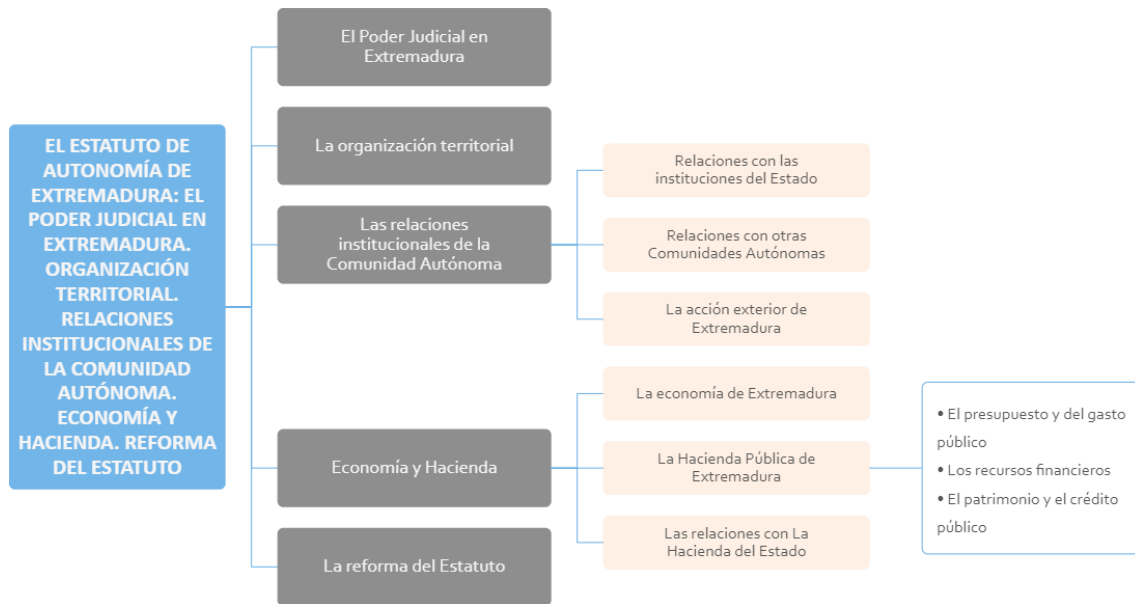 EL ESTATUTO DE
AUTONOMÍA DE
EXTREMADURA: EL
PODER JUDICIAL EN
EXTREMADURA.
ORGANIZACIÓN
TERRITORIAL.
RELACIONES
INSTITUCIONALES DE
LA COMUNIDAD
AUTÓNOMA.
ECONOMÍA Y
HACIENDA. REFORMA
DEL ESTATUTO
El Poder Judicial en
Extremadura
La organización territorial
Las relaciones
institucionales de la
Comunidad Autónoma
Relaciones con las
instituciones del Estado
Relaciones con otras
Comunidades Autónomas
La acción exterior de
Extremadura
Economía y Hacienda
La economía de Extremadura
La Hacienda Pública de
Extremadura
• El presupuesto y del gasto
público
• Los recursos financieros
• El patrimonio y el crédito
público
Las relaciones con La
Hacienda del Estado
La reforma del Estatuto